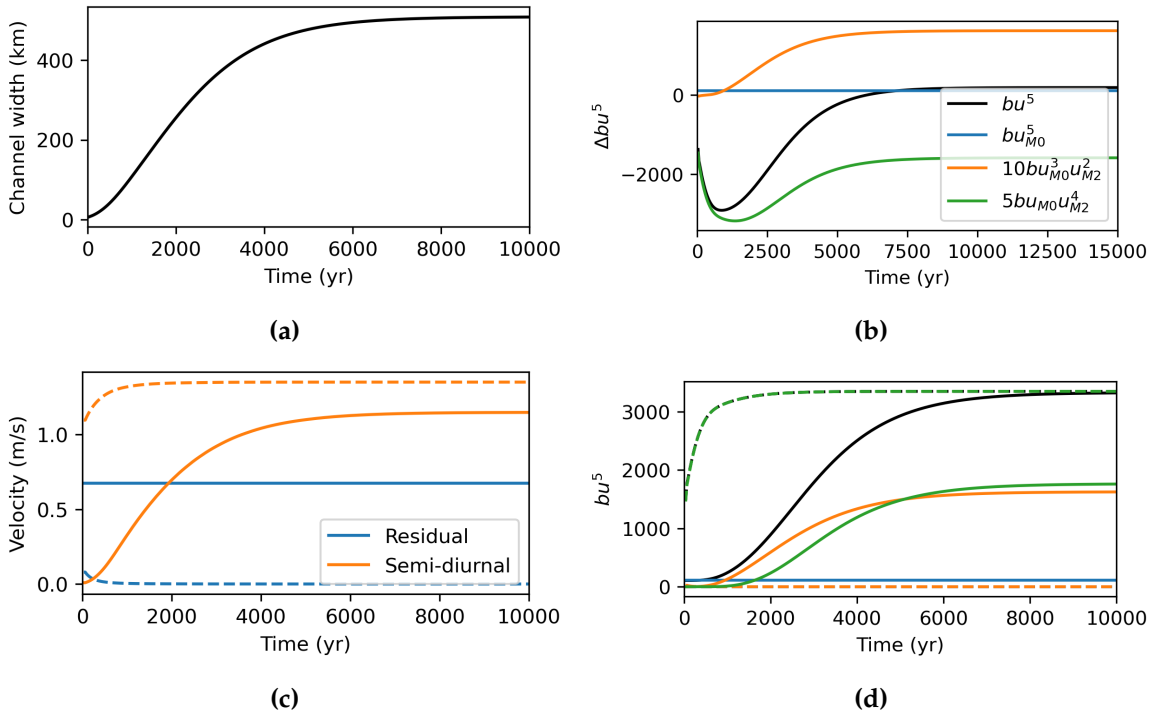 Channel width (km)
400
200
0
0 2000 4000 6000 8000 10000
Time (yr)
(a)
Δbu⁵
0
−2000
bu⁵
bu⁵_M0
10bu³_M0u²_M2
5bu_M0u⁴_M2
0 2500 5000 7500 10000 12500 15000
Time (yr)
(b)
Velocity (m/s)
1.0
0.5
0.0
Residual
Semi-diurnal
0 2000 4000 6000 8000 10000
Time (yr)
(c)
bu⁵
3000
2000
1000
0
0 2000 4000 6000 8000 10000
Time (yr)
(d)